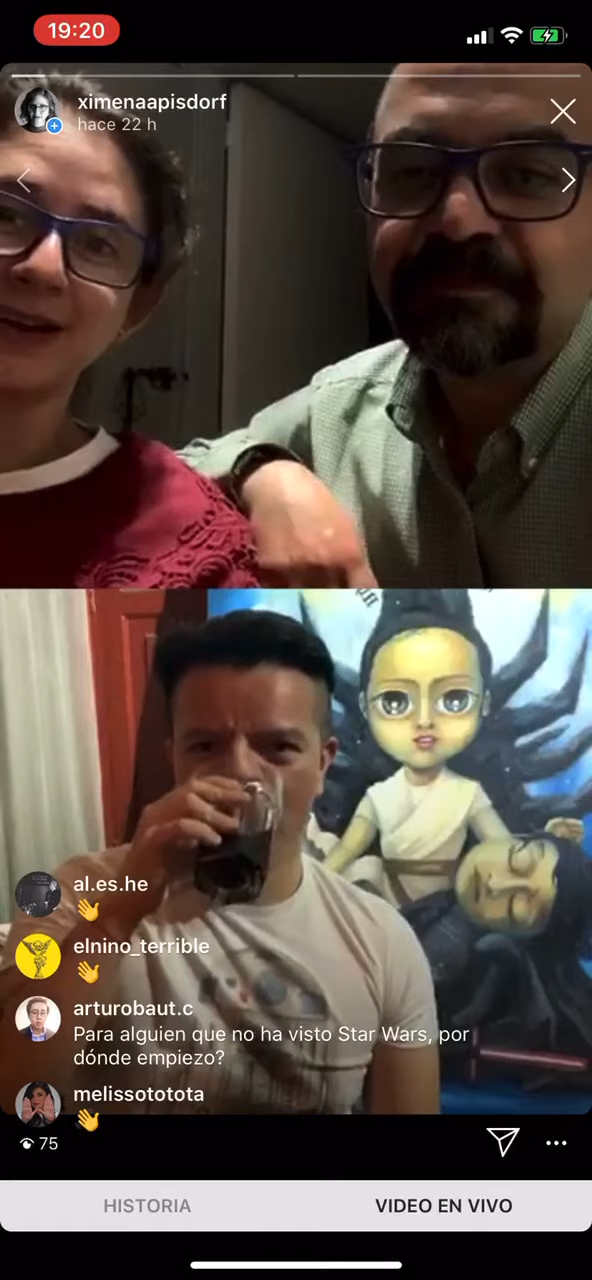 19:20
ximenaapisdorf
hace 22 h
al.es.he
elnino_terrible
arturobaut.c
Para alguien que no ha visto Star Wars, por
dónde empiezo?
melissototota
75
HISTORIA
VIDEO EN VIVO